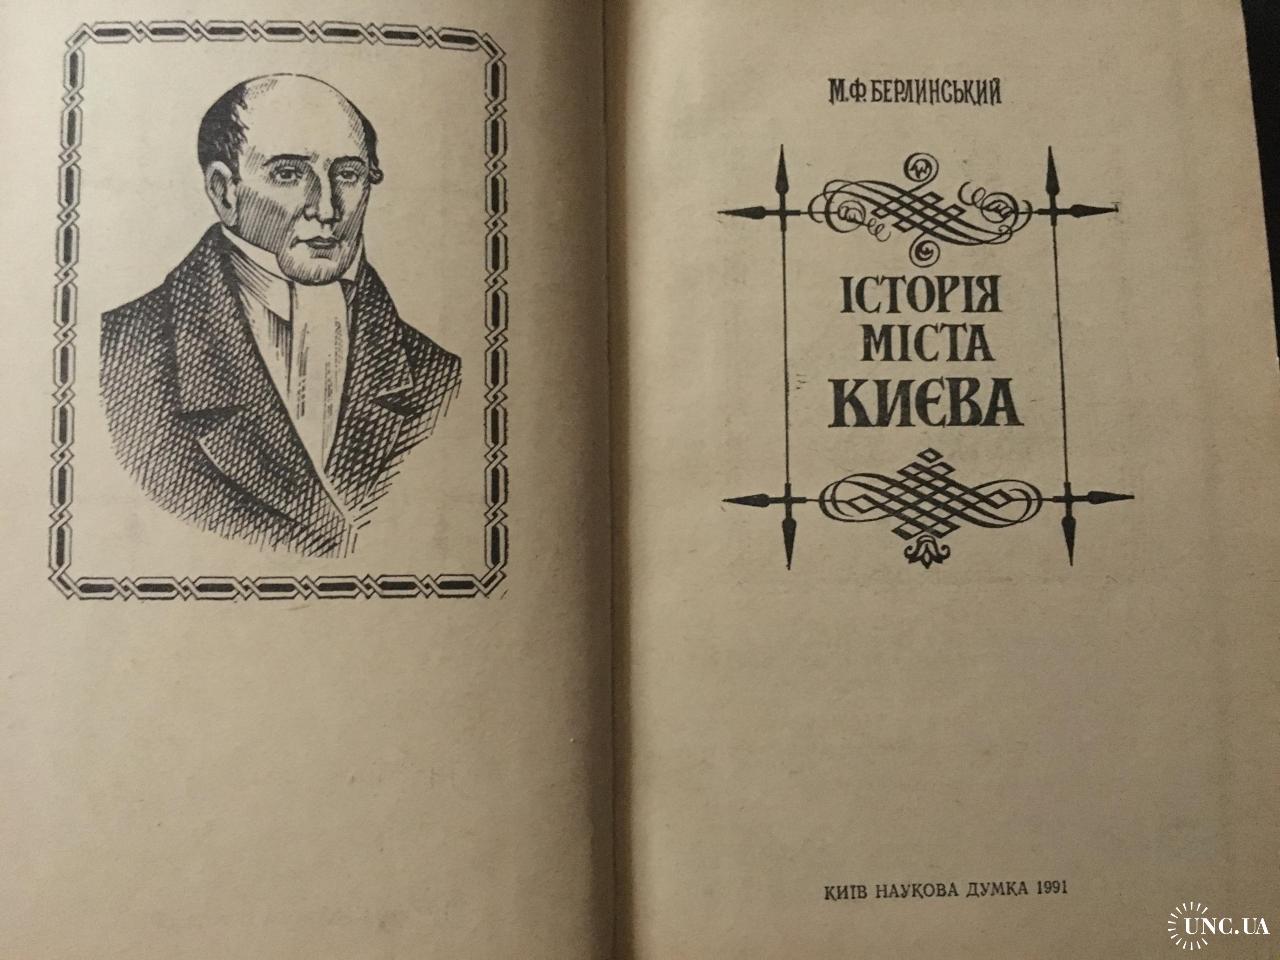 М.Ф.БЕРЛИНСЬКИЙ
ІСТОРІЯ
МІСТА
КИЄВА
КИЇВ НАУКОВА ДУМКА 1991
UNC.UA